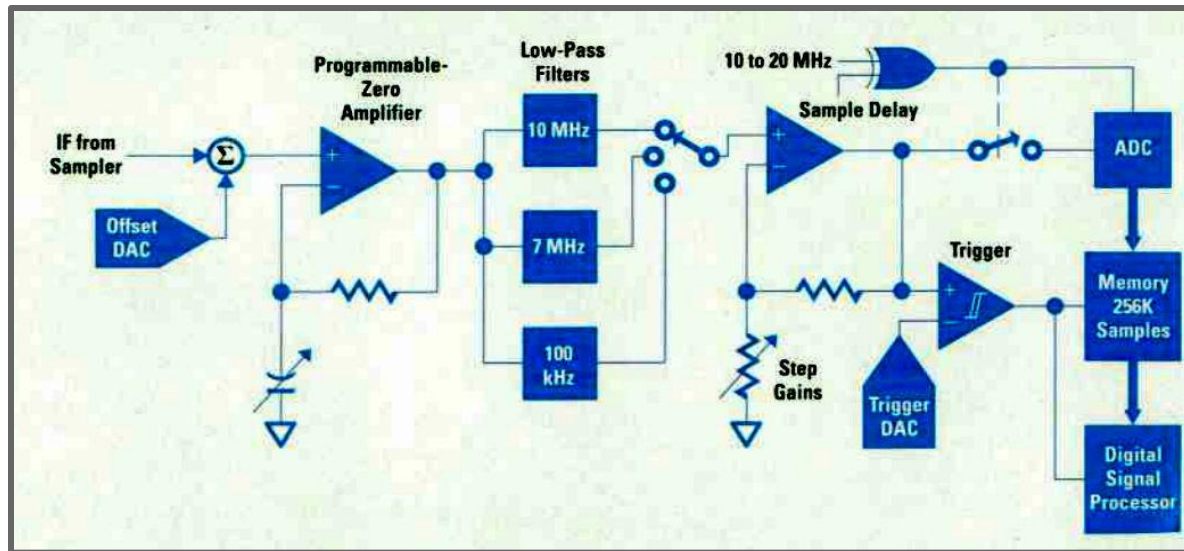 Low-Pass
Filters
Programmable-
Zero
Amplifier
10 to 20 MHz
Sample Delay
IF from
Sampler
Σ
+
−
10 MHz
+
−
ADC
Offset
DAC
7 MHz
Trigger
+
−
Memory
256K
Samples
100
kHz
Step
Gains
Trigger
DAC
Digital
Signal
Processor